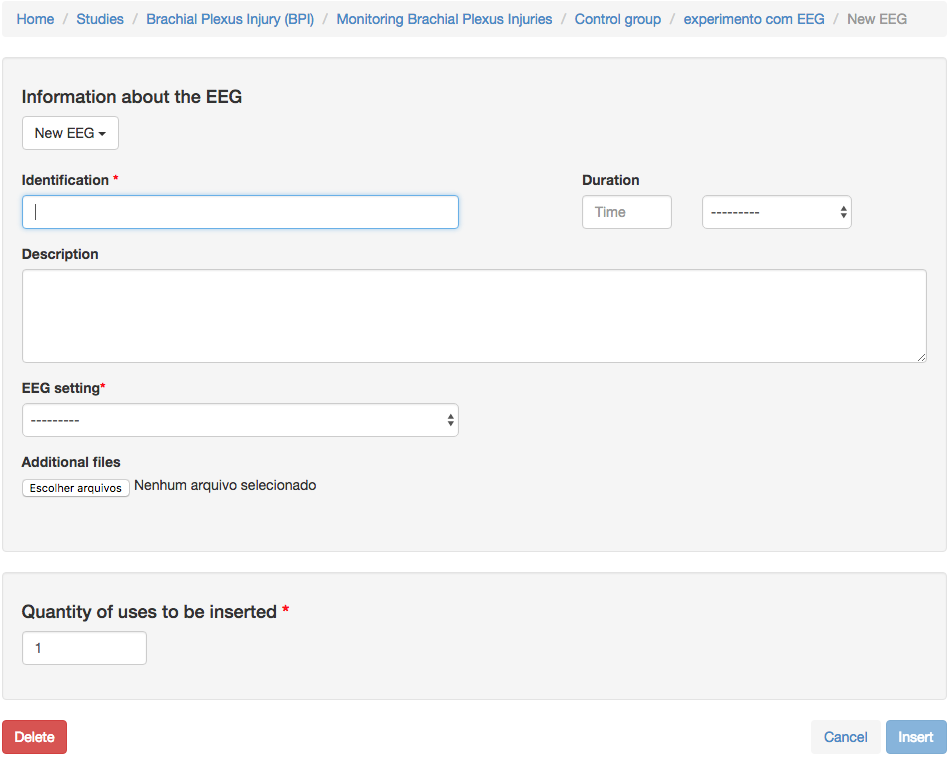 Home / Studies / Brachial Plexus Injury (BPI) / Monitoring Brachial Plexus Injuries / Control group / experimento com EEG / New EEG
Information about the EEG
New EEG
Identification *
Duration
Time
---------
Description
EEG setting*
---------
Additional files
Escolher arquivos Nenhum arquivo selecionado
Quantity of uses to be inserted *
1
Delete
Cancel
Insert